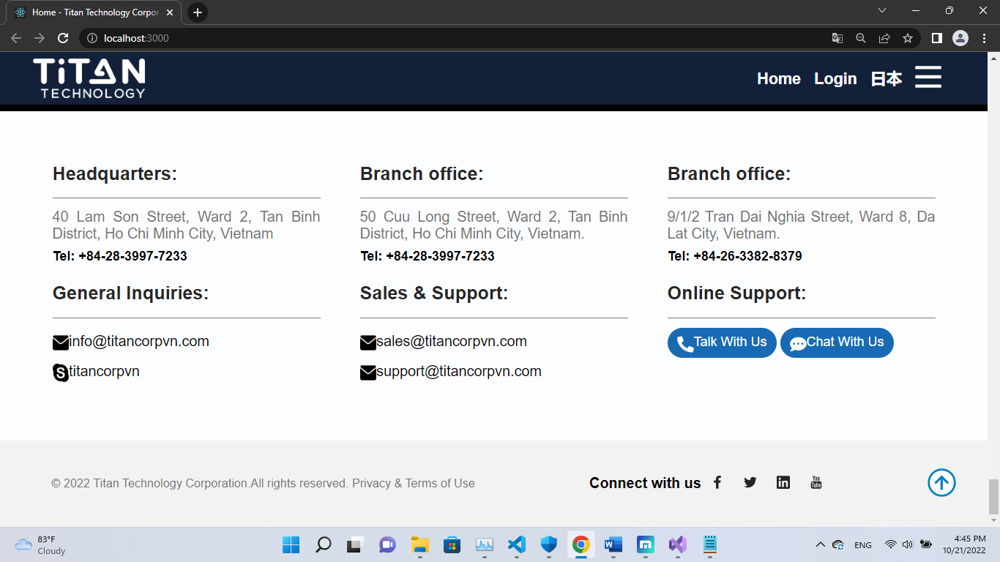 Home - Titan Technology Corpor
localhost:3000
TiTAN
TECHNOLOGY
Home Login 日本
Headquarters:
40 Lam Son Street, Ward 2, Tan Binh
District, Ho Chi Minh City, Vietnam
Tel: +84-28-3997-7233
Branch office:
50 Cuu Long Street, Ward 2, Tan Binh
District, Ho Chi Minh City, Vietnam.
Tel: +84-28-3997-7233
Branch office:
9/1/2 Tran Dai Nghia Street, Ward 8, Da
Lat City, Vietnam.
Tel: +84-26-3382-8379
General Inquiries:
info@titancorpvn.com
titancorpvn
Sales & Support:
sales@titancorpvn.com
support@titancorpvn.com
Online Support:
Talk With Us
Chat With Us
© 2022 Titan Technology Corporation.All rights reserved. Privacy & Terms of Use
Connect with us
You
Tube
83°F
Cloudy
ENG
4:45 PM
10/21/2022